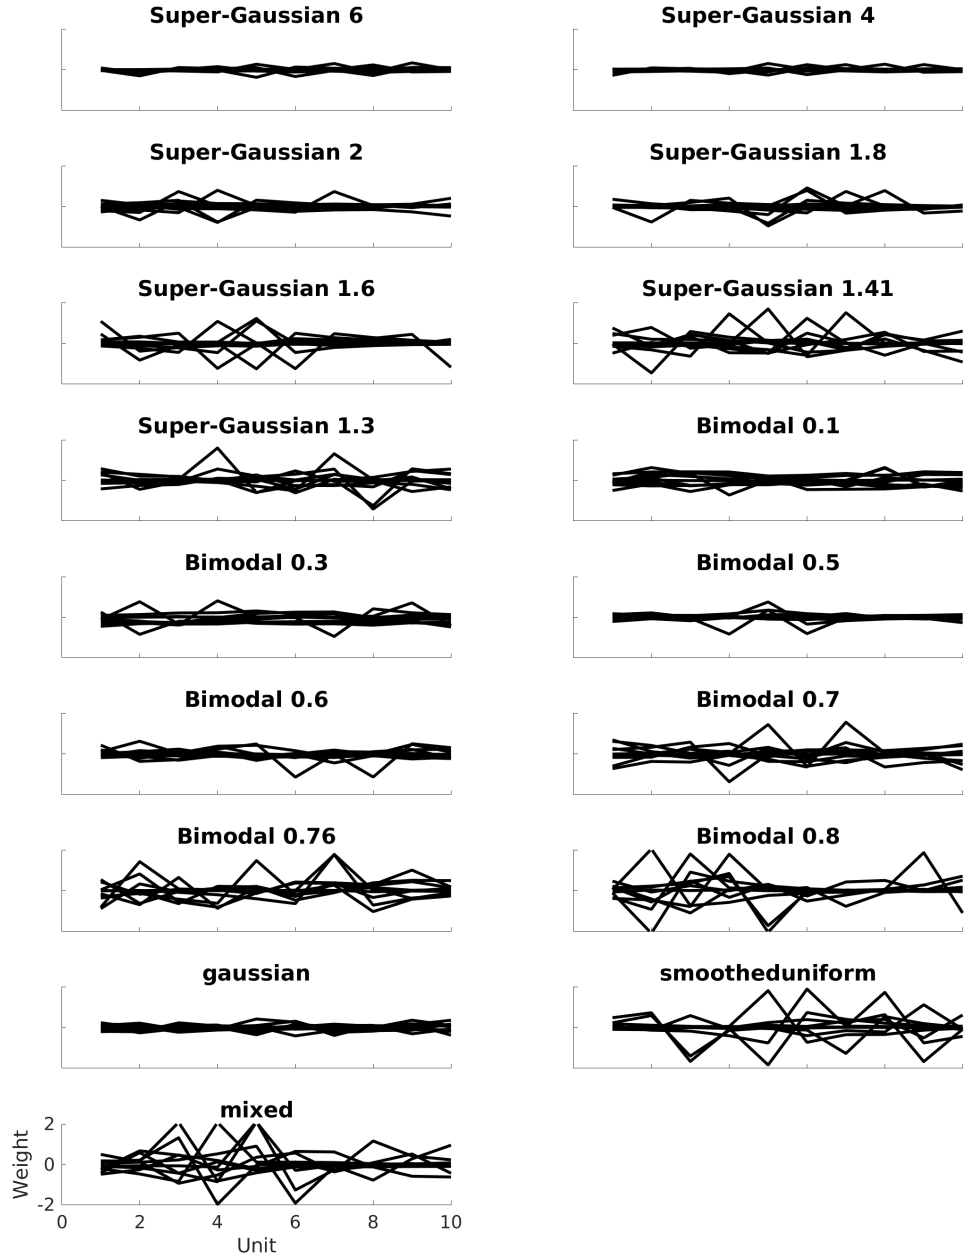 Super-Gaussian 6
Super-Gaussian 4
Super-Gaussian 2
Super-Gaussian 1.8
Super-Gaussian 1.6
Super-Gaussian 1.41
Super-Gaussian 1.3
Bimodal 0.1
Bimodal 0.3
Bimodal 0.5
Bimodal 0.6
Bimodal 0.7
Bimodal 0.76
Bimodal 0.8
gaussian
smootheduniform
mixed
Weight
2
0
-2
0 2 4 6 8 10
Unit